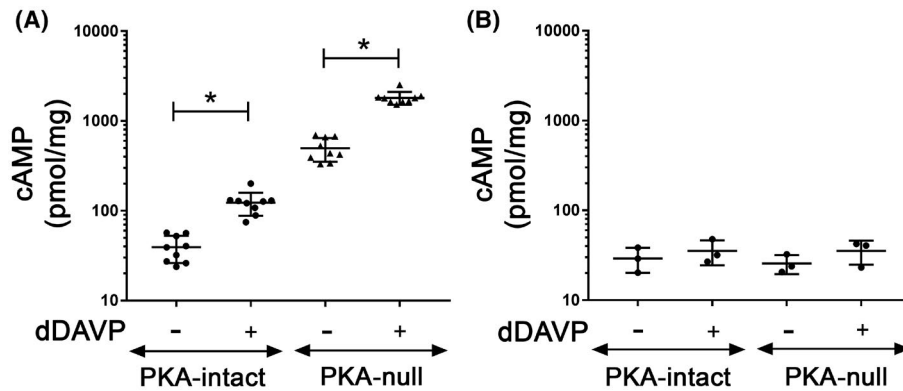 (A)
cAMP
(pmol/mg)
10000
1000
100
10
*
*
dDAVP - + - +
PKA-intact PKA-null
(B)
cAMP
(pmol/mg)
10000
1000
100
10
dDAVP - + - +
PKA-intact PKA-null